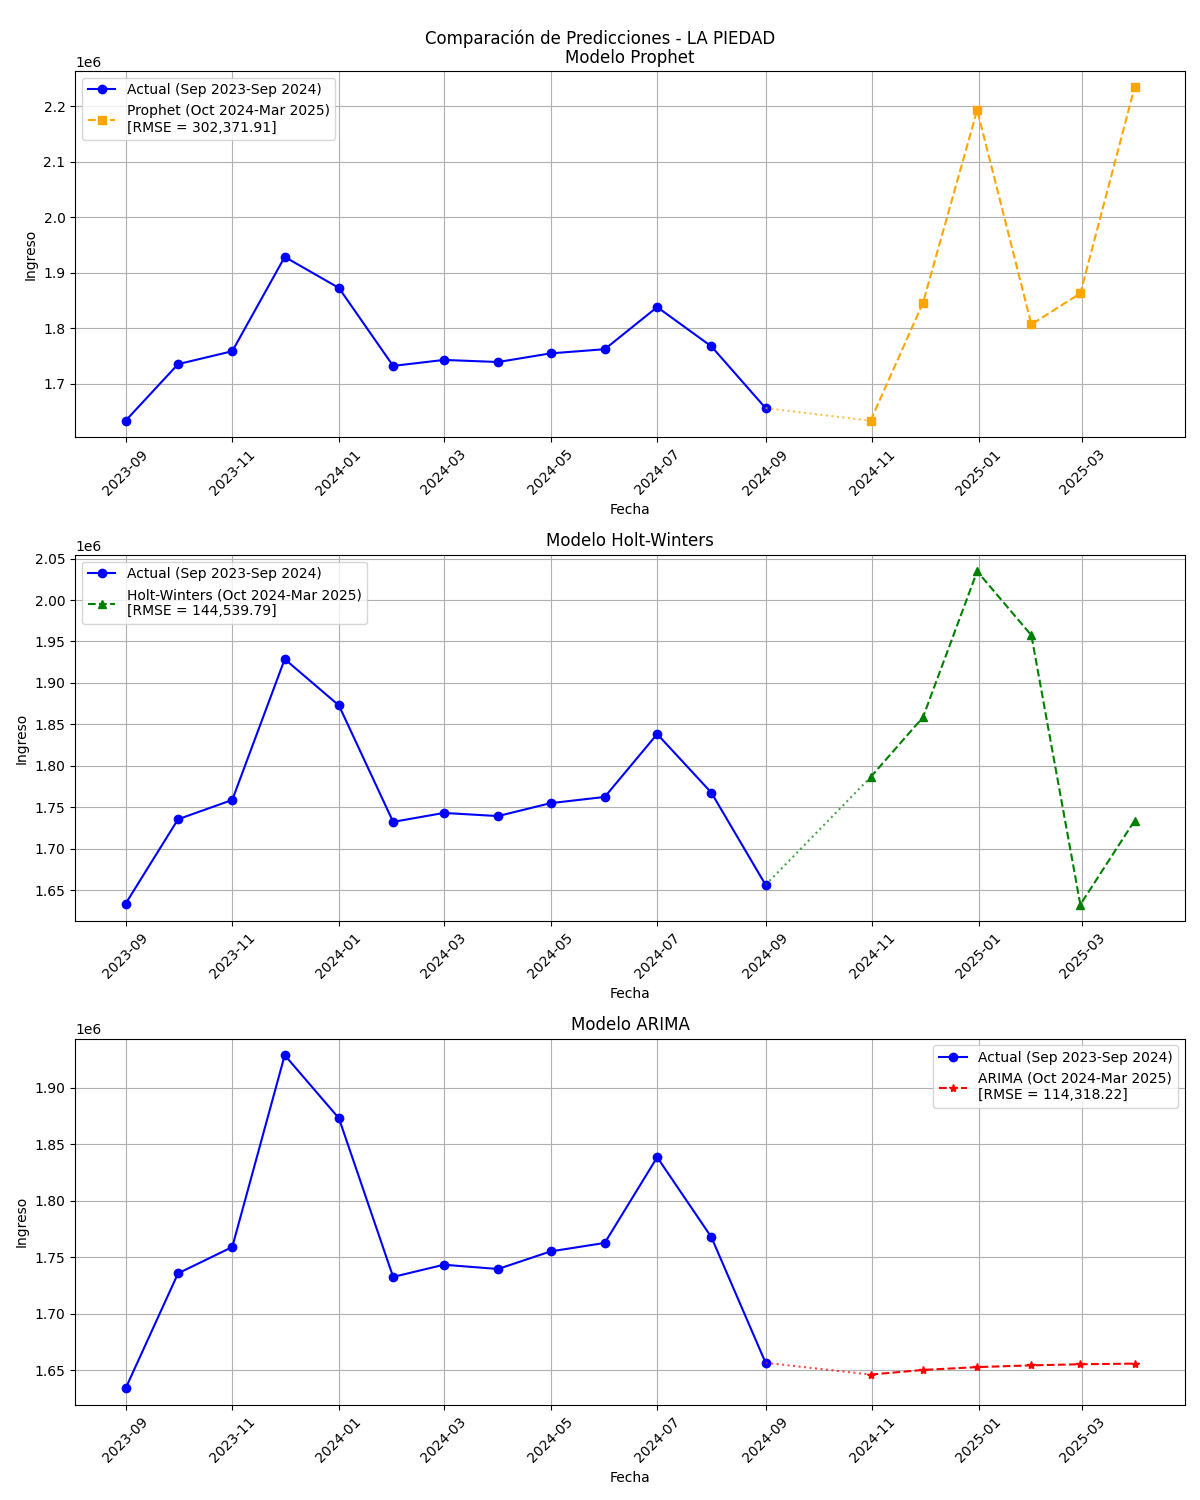 Comparación de Predicciones - LA PIEDAD
Modelo Prophet
1e6
Actual (Sep 2023-Sep 2024)
Prophet (Oct 2024-Mar 2025)
[RMSE = 302,371.91]
2.2
2.1
2.0
1.9
1.8
1.7
Ingreso
2023-09
2023-11
2024-01
2024-03
2024-05
2024-07
2024-09
2024-11
2025-01
2025-03
Fecha
Modelo Holt-Winters
1e6
Actual (Sep 2023-Sep 2024)
Holt-Winters (Oct 2024-Mar 2025)
[RMSE = 144,539.79]
2.05
2.00
1.95
1.90
1.85
1.80
1.75
1.70
1.65
Ingreso
2023-09
2023-11
2024-01
2024-03
2024-05
2024-07
2024-09
2024-11
2025-01
2025-03
Fecha
Modelo ARIMA
1e6
Actual (Sep 2023-Sep 2024)
ARIMA (Oct 2024-Mar 2025)
[RMSE = 114,318.22]
1.90
1.85
1.80
1.75
1.70
1.65
Ingreso
2023-09
2023-11
2024-01
2024-03
2024-05
2024-07
2024-09
2024-11
2025-01
2025-03
Fecha